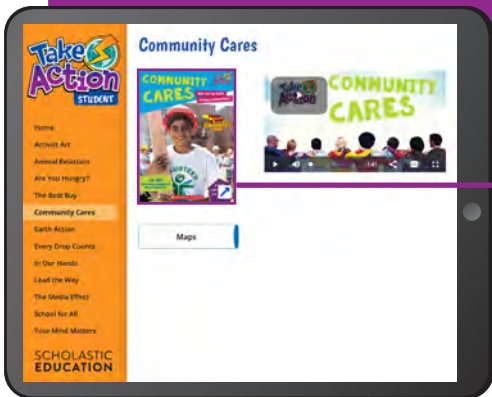 Take
Action
STUDENT
Home
Activist Art
Animal Relations
Are You Hungry?
The Best Buy
Community Cares
Earth Action
Every Drop Counts
In Our Hands
Lead the Way
The Media Effect
School for All
Your Mind Matters
SCHOLASTIC
EDUCATION
Community Cares
COMMUNITY
CARES
Maps
Take
Action
COMMUNITY
CARES
1:41